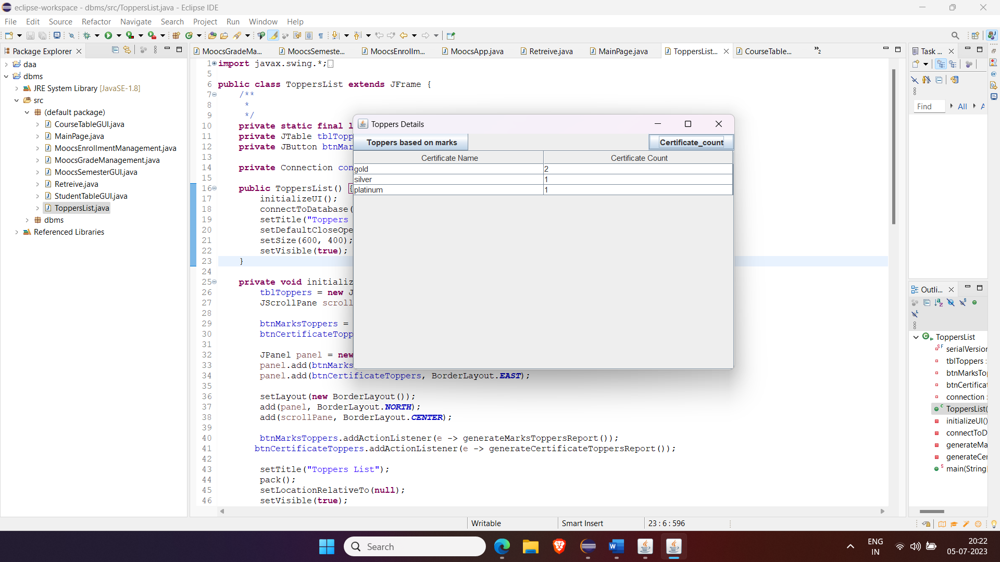 eclipse-workspace - dbms/src/ToppersList.java - Eclipse IDE
File Edit Source Refactor Navigate Search Project Run Window Help
Package Explorer
MoocsGradeMa... MoocsSemeste... MoocsEnrollm... MoocsApp.java Retreive.java MainPage.java ToppersList... CourseTable... »2
Task ...
daa
dbms
JRE System Library [JavaSE-1.8]
src
(default package)
CourseTableGUI.java
MainPage.java
MoocsEnrollmentManagement.java
MoocsGradeManagement.java
MoocsSemesterGUI.java
Retreive.java
StudentTableGUI.java
ToppersList.java
dbms
Referenced Libraries
1 import javax.swing.*;
5
6 public class ToppersList extends JFrame {
7 /**
8 *
9 */
10 private static final l
11 private JTable tblTopp
12 private JButton btnMar
13
14 private Connection con
15
16 public ToppersList() {
17 initializeUI();
18 connectToDatabase(
19 setTitle("Toppers
20 setDefaultCloseOpe
21 setSize(600, 400);
22 setVisible(true);
23 }
24
25 private void initializ
26 tblToppers = new J
27 JScrollPane scroll
28
29 btnMarksToppers =
30 btnCertificateTopp
31
32 JPanel panel = new
33 panel.add(btnMarks
34 panel.add(btnCertificateToppers, BorderLayout.EAST);
35
36 setLayout(new BorderLayout());
37 add(panel, BorderLayout.NORTH);
38 add(scrollPane, BorderLayout.CENTER);
39
40 btnMarksToppers.addActionListener(e -> generateMarksToppersReport());
41 btnCertificateToppers.addActionListener(e -> generateCertificateToppersReport());
42
43 setTitle("Toppers List");
44 pack();
45 setLocationRelativeTo(null);
46 setVisible(true);
Toppers Details
Toppers based on marks Certificate_count
Certificate Name Certificate Count
gold 2
silver 1
platinum 1
Find All A
Outli...
ToppersList
serialVersion
tblToppers :
btnMarksTop
btnCertificat
connection :
ToppersList(
initializeUI()
connectToD
generateMa
generateCer
main(String[
Writable Smart Insert 23 : 6 : 596
Search
ENG
IN
20:22
05-07-2023